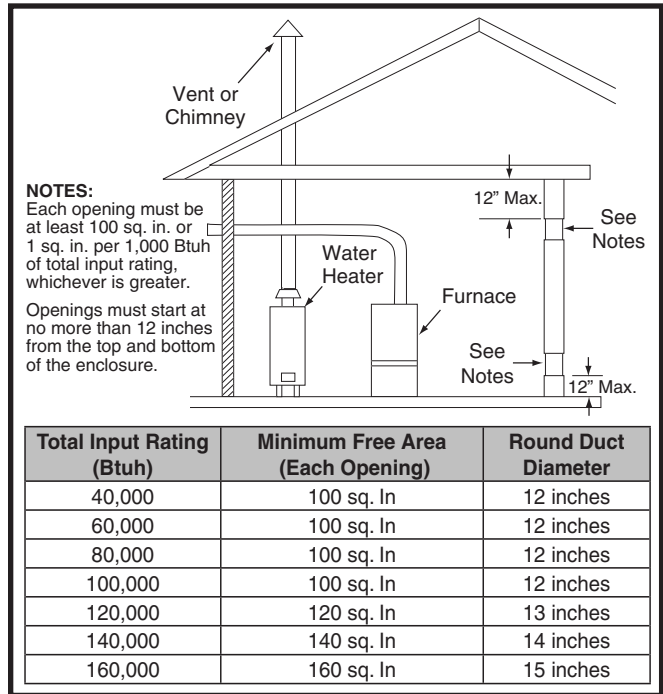 Vent or
Chimney
NOTES:
Each opening must be
at least 100 sq. in. or
1 sq. in. per 1,000 Btuh
of total input rating,
whichever is greater.
Openings must start at
no more than 12 inches
from the top and bottom
of the enclosure.
Water
Heater
Furnace
12" Max.
See
Notes
See
Notes
12" Max.
Total Input Rating (Btuh) Minimum Free Area (Each Opening) Round Duct Diameter
40,000 100 sq. In 12 inches
60,000 100 sq. In 12 inches
80,000 100 sq. In 12 inches
100,000 100 sq. In 12 inches
120,000 120 sq. In 13 inches
140,000 140 sq. In 14 inches
160,000 160 sq. In 15 inches